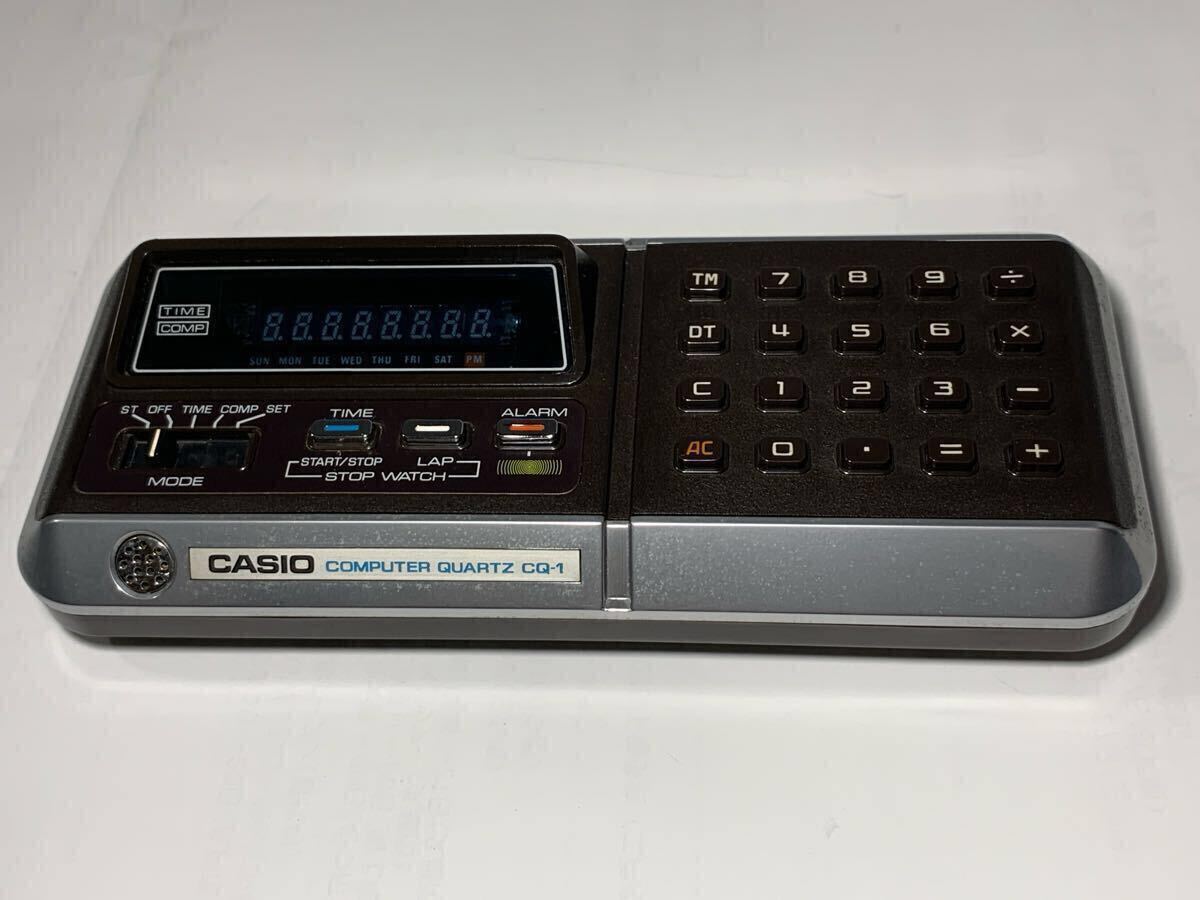 TIME
COMP
8.8.8.8.8.8.8.8.
SUN MON TUE WED THU FRI SAT PM
ST OFF TIME COMP SET
MODE
TIME
ALARM
START/STOP LAP
STOP WATCH
CASIO COMPUTER QUARTZ CQ-1
TM 7 8 9 ÷
DT 4 5 6 ×
C 1 2 3 −
AC 0 . = +